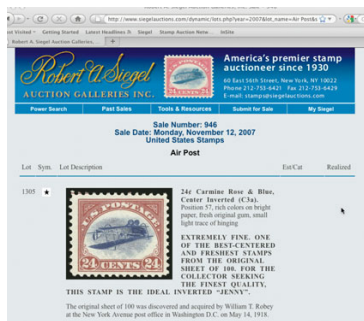 http://www.siegelauctions.com/dynamic/lots.php?year=2007&lot_name=Air Post&s
Most Visited Getting Started Latest Headlines Siegel Stamp Auction Netw... InSite
Robert A. Siegel Auction Galleries...
Robert A. Siegel
AUCTION GALLERIES INC.
America's premier stamp
auctioneer since 1930
60 East 56th Street, New York, NY 10022
Phone 212-753-6421 Fax 212-753-6429
E-mail: stamps@siegelauctions.com
Power Search Past Sales Tools & Resources Submit for Sale My Siegel
Sale Number: 946
Sale Date: Monday, November 12, 2007
United States Stamps
Air Post
Lot Sym. Lot Description Est/Cat Realized
1305 ★ 24c Carmine Rose & Blue,
Center Inverted (C3a).
Position 57, rich colors on bright
paper, fresh original gum, small
light trace of hinging
EXTREMELY FINE. ONE
OF THE BEST-CENTERED
AND FRESHEST STAMPS
FROM THE ORIGINAL
SHEET OF 100. FOR THE
COLLECTOR SEEKING
THE FINEST QUALITY,
THIS STAMP IS THE IDEAL INVERTED "JENNY".
U.S. POSTAGE
24 CENTS 24
The original sheet of 100 was discovered and acquired by William T. Robey
at the New York Avenue post office in Washington D.C. on May 14, 1918.